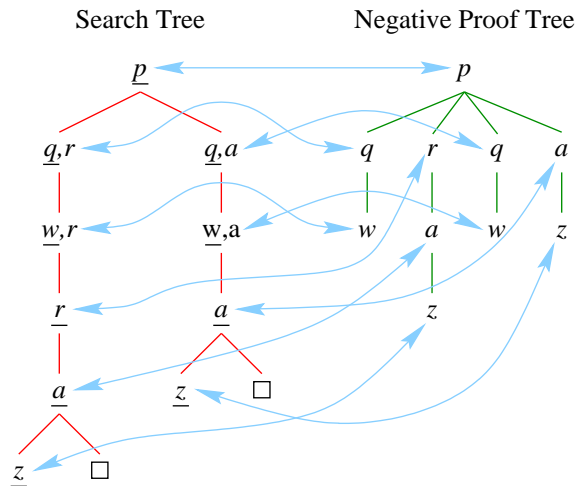 Search Tree Negative Proof Tree
p p
q,r q,a q r q a
w,r w,a w a w z
r a z
a z □
z □